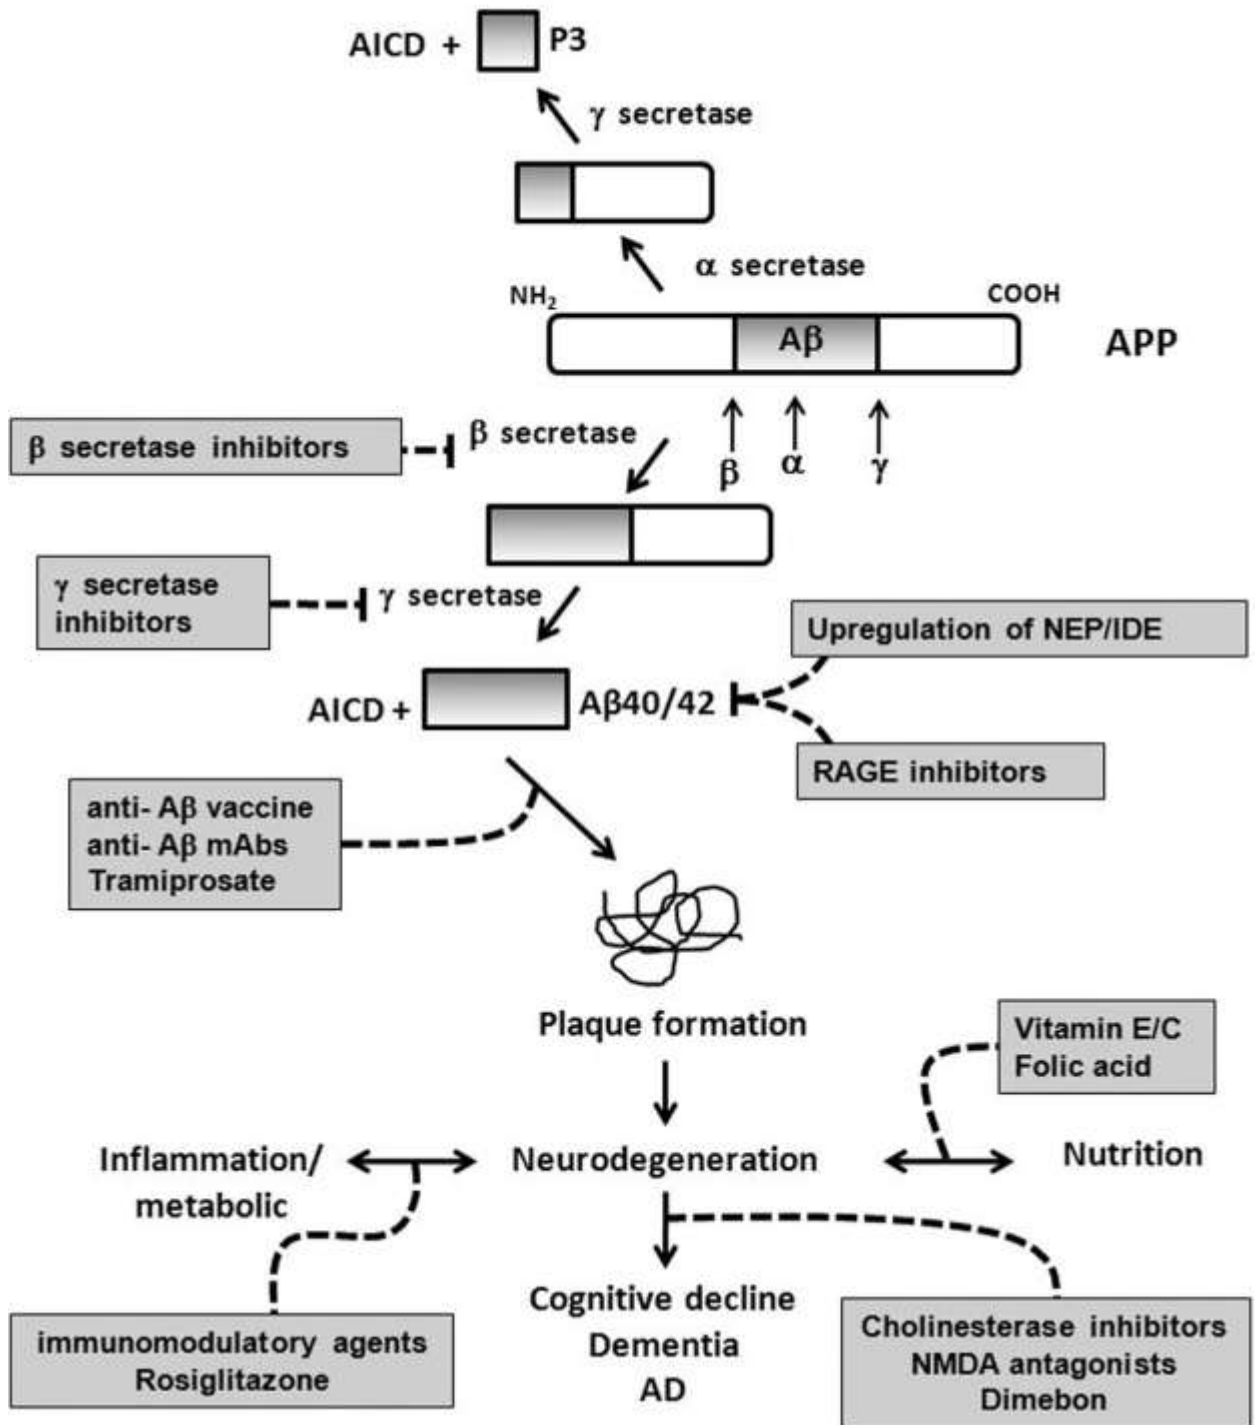 AICD + P3
γ secretase
α secretase
NH₂
COOH
Aβ
APP
β secretase inhibitors
β secretase
β
α
γ
γ secretase
inhibitors
γ secretase
Upregulation of NEP/IDE
AICD +
Aβ40/42
RAGE inhibitors
anti- Aβ vaccine
anti- Aβ mAbs
Tramiprosate
Plaque formation
Vitamin E/C
Folic acid
Inflammation/
metabolic
Neurodegeneration
Nutrition
Cognitive decline
Dementia
AD
immunomodulatory agents
Rosiglitazone
Cholinesterase inhibitors
NMDA antagonists
Dimebon